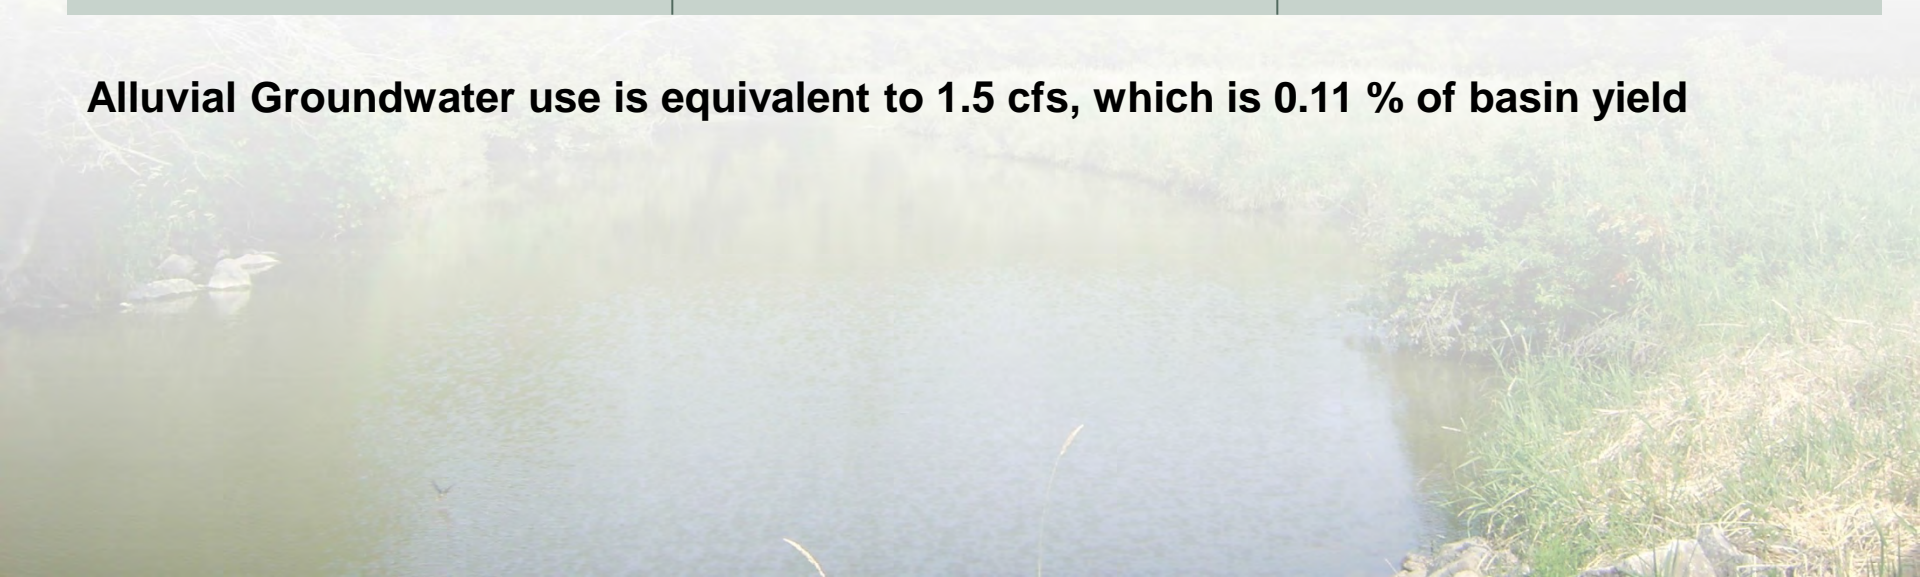 Alluvial Groundwater use is equivalent to 1.5 cfs, which is 0.11 % of basin yield